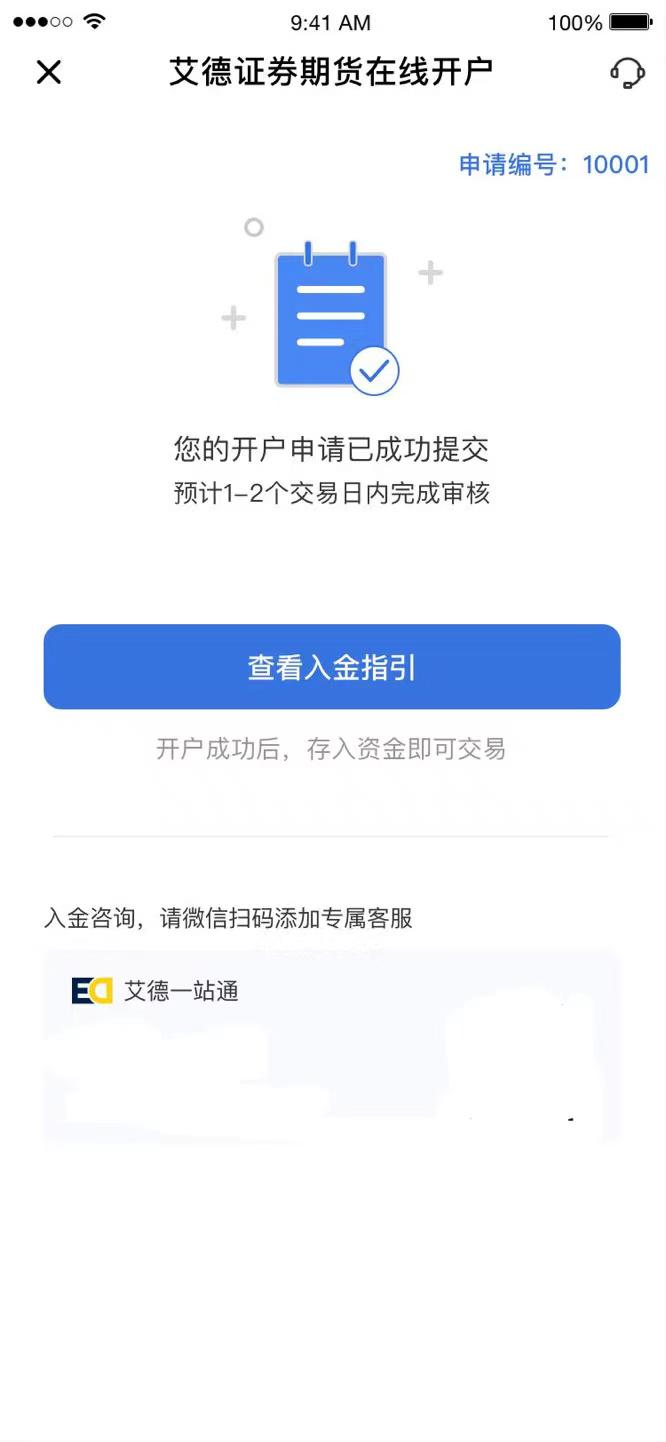 9:41 AM
100%
艾德证券期货在线开户
申请编号：10001
您的开户申请已成功提交
预计1-2个交易日内完成审核
查看入金指引
开户成功后，存入资金即可交易
入金咨询，请微信扫码添加专属客服
ED 艾德一站通